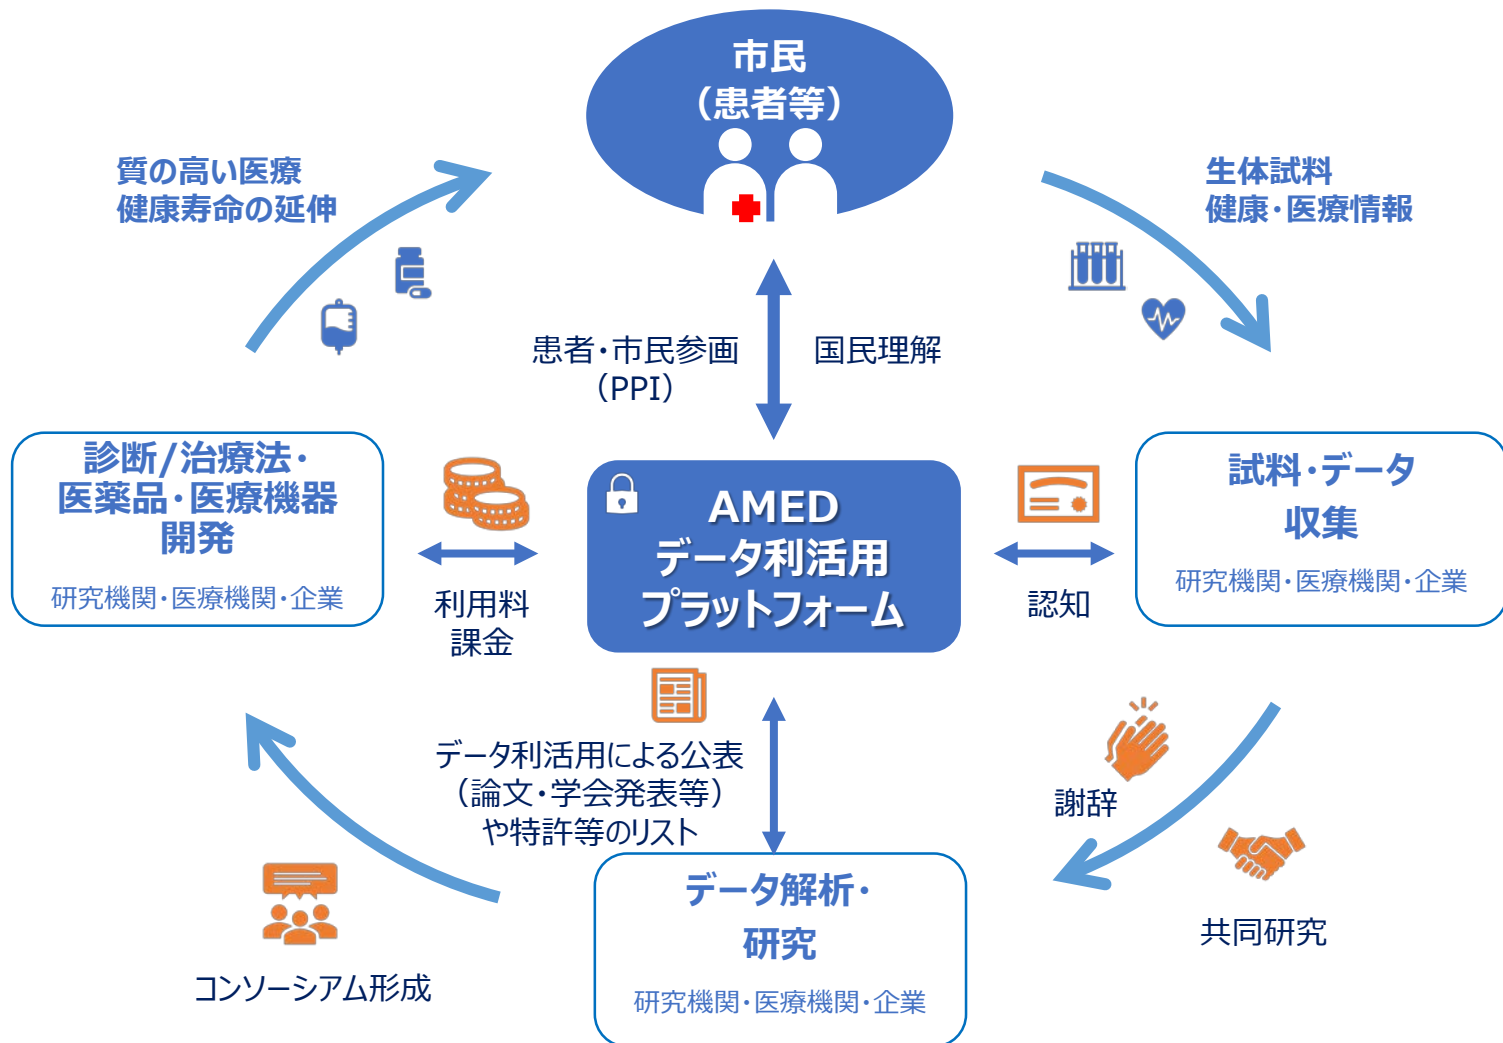 市民
（患者等）
質の高い医療
健康寿命の延伸
生体試料
健康・医療情報
患者・市民参画
（PPI）
国民理解
診断/治療法・
医薬品・医療機器
開発
研究機関・医療機関・企業
利用料
課金
AMED
データ利活用
プラットフォーム
認知
試料・データ
収集
研究機関・医療機関・企業
データ利活用による公表
（論文・学会発表等）
や特許等のリスト
謝辞
共同研究
コンソーシアム形成
データ解析・
研究
研究機関・医療機関・企業